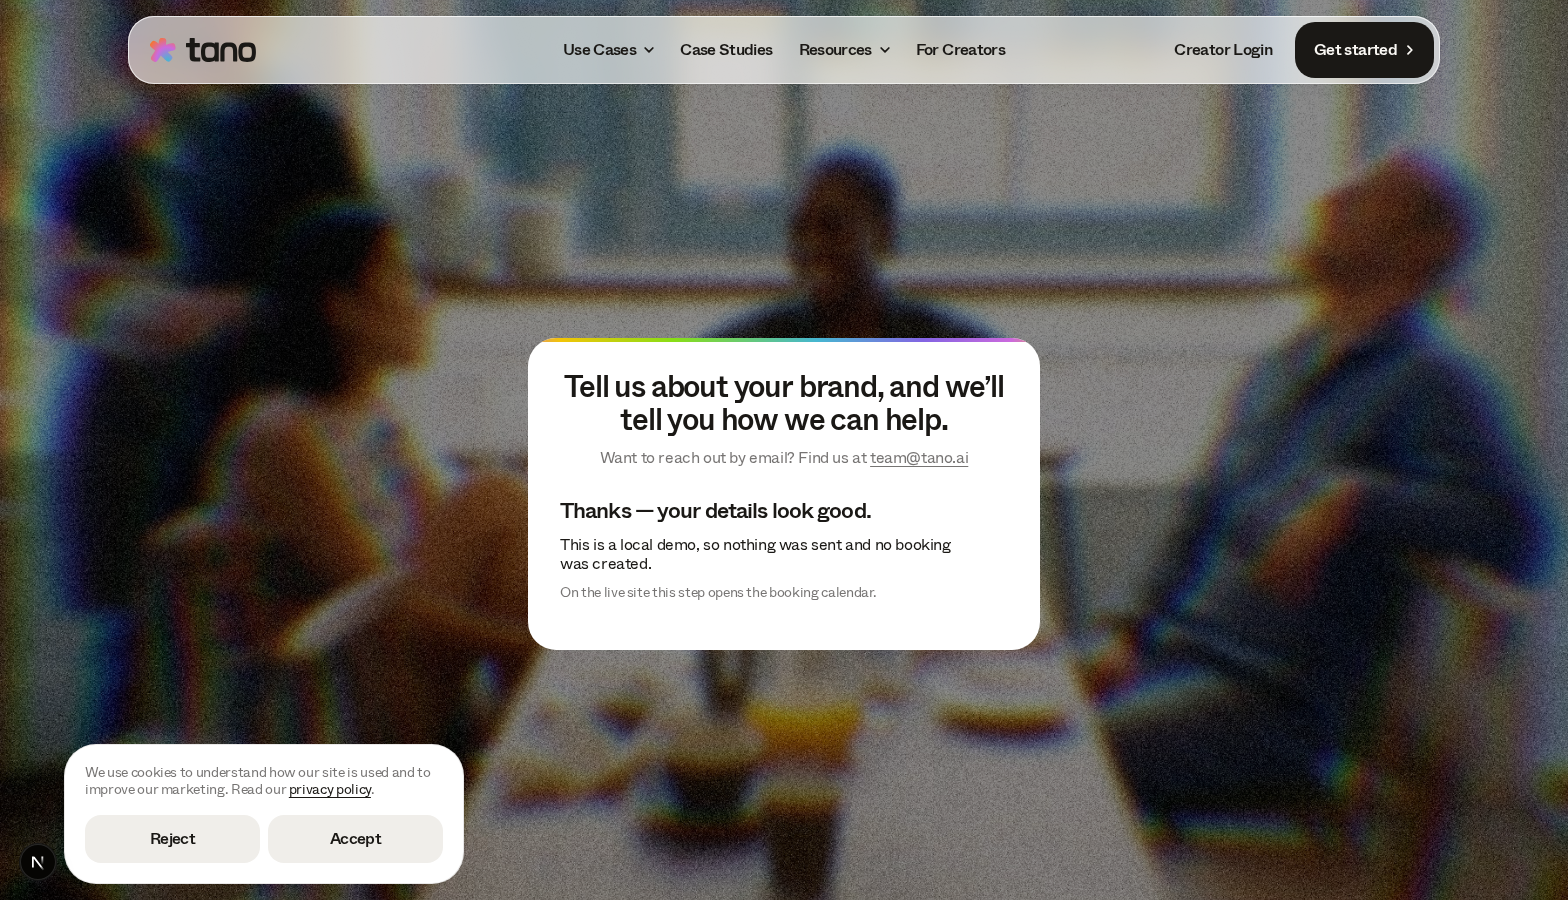 tano
Use Cases
Case Studies
Resources
For Creators
Creator Login
Get started
Tell us about your brand, and we’ll
tell you how we can help.
Want to reach out by email? Find us at team@tano.ai
Thanks — your details look good.
This is a local demo, so nothing was sent and no booking
was created.
On the live site this step opens the booking calendar.
We use cookies to understand how our site is used and to
improve our marketing. Read our privacy policy.
Reject
Accept
N